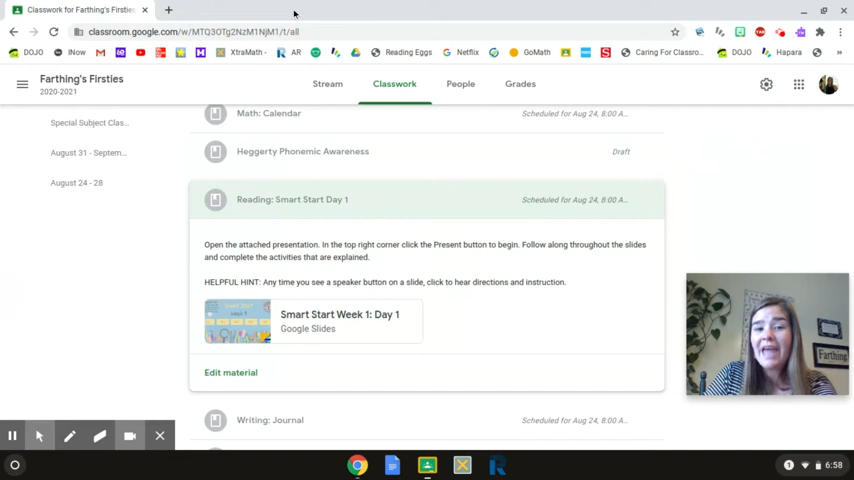 Classwork for Farthing's Firsties
classroom.google.com/w/MTQ3OTg2NzM1NjM1/t/all
DOJO
INow
XtraMath -
AR
Reading Eggs
Netflix
GoMath
Caring For Classro...
DOJO
Hapara
Farthing's Firsties
2020-2021
Stream
Classwork
People
Grades
Special Subject Clas...
August 31 - Septem...
August 24 - 28
Math: Calendar
Scheduled for Aug 24, 8:00 A...
Heggerty Phonemic Awareness
Draft
Reading: Smart Start Day 1
Scheduled for Aug 24, 8:00 A...
Open the attached presentation. In the top right corner click the Present button to begin. Follow along throughout the slides
and complete the activities that are explained.
HELPFUL HINT: Any time you see a speaker button on a slide, click to hear directions and instruction.
Smart Start Week 1: Day 1
Google Slides
Edit material
Writing: Journal
Scheduled for Aug 24, 8:00 A...
Farthing
1
6:58